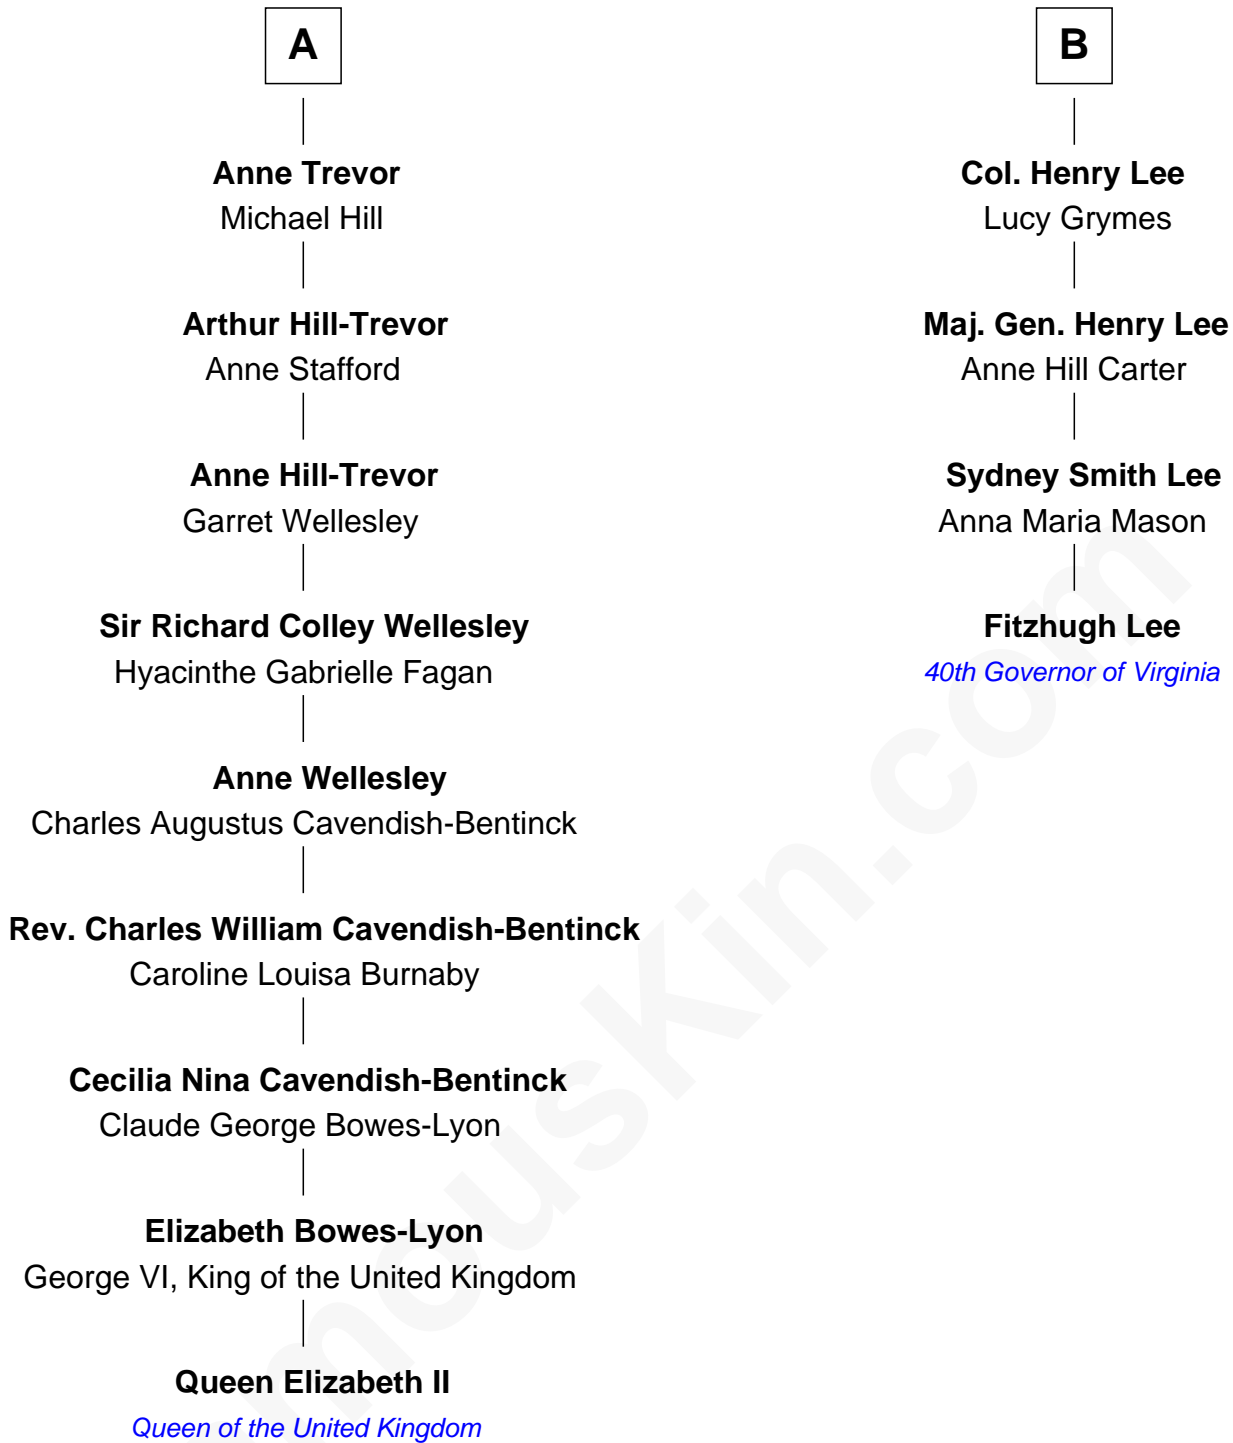 A
Anne Trevor
Michael Hill
Arthur Hill-Trevor
Anne Stafford
Anne Hill-Trevor
Garret Wellesley
Sir Richard Colley Wellesley
Hyacinthe Gabrielle Fagan
Anne Wellesley
Charles Augustus Cavendish-Bentinck
Rev. Charles William Cavendish-Bentinck
Caroline Louisa Burnaby
Cecilia Nina Cavendish-Bentinck
Claude George Bowes-Lyon
Elizabeth Bowes-Lyon
George VI, King of the United Kingdom
Queen Elizabeth II
Queen of the United Kingdom
B
Col. Henry Lee
Lucy Grymes
Maj. Gen. Henry Lee
Anne Hill Carter
Sydney Smith Lee
Anna Maria Mason
Fitzhugh Lee
40th Governor of Virginia
mouskin.com